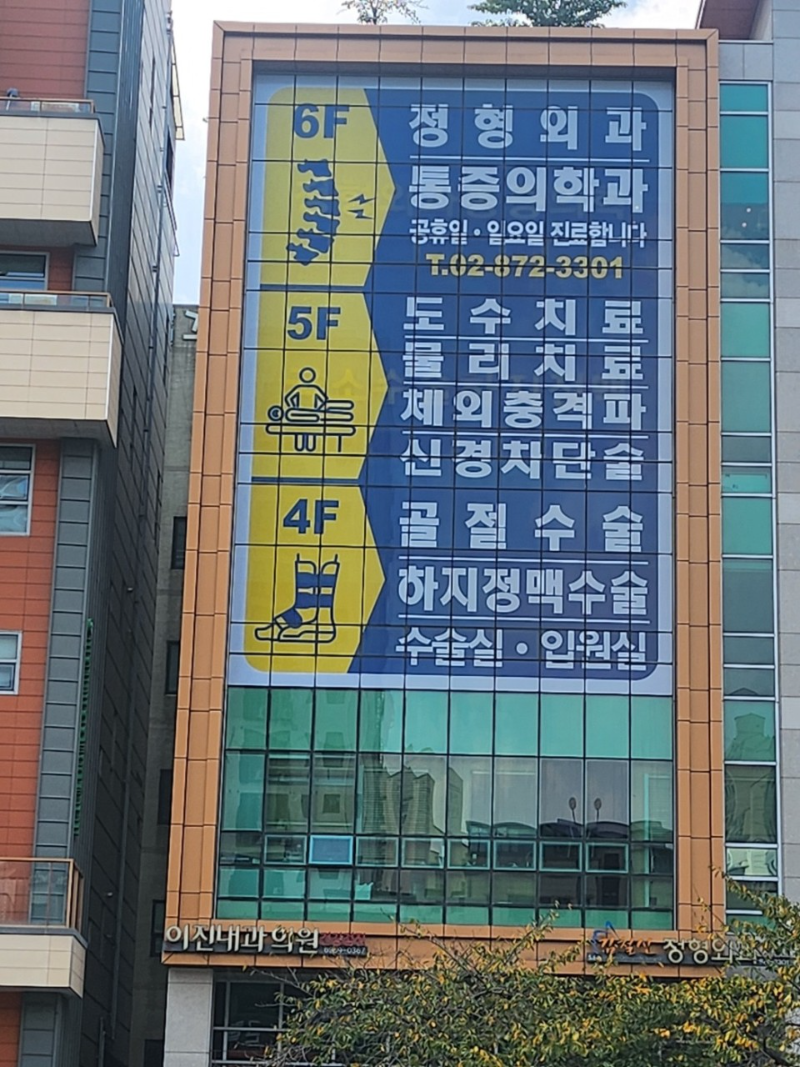 6F
정형외과
통증의학과
공휴일·일요일 진료합니다
T.02-872-3301
5F
도수치료
물리치료
체외충격파
신경차단술
4F
골절수술
하지정맥수술
수술실·입원실
이진내과의원
정형외과